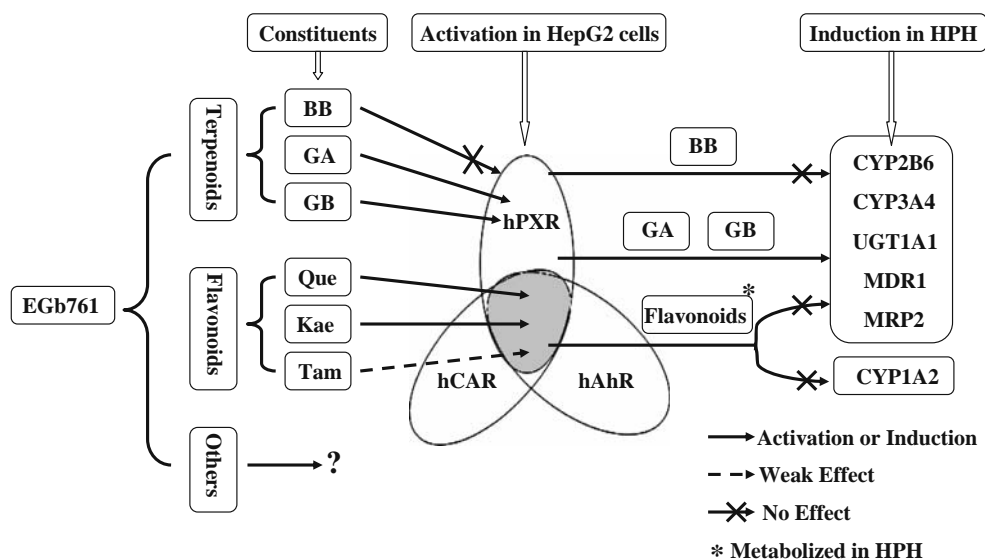 Constituents
Activation in HepG2 cells
Induction in HPH
EGb761
Terpenoids
BB
GA
GB
Flavonoids
Que
Kae
Tam
Others
?
hPXR
hCAR
hAhR
BB
GA
GB
Flavonoids*
CYP2B6
CYP3A4
UGT1A1
MDR1
MRP2
CYP1A2
Activation or Induction
Weak Effect
No Effect
* Metabolized in HPH